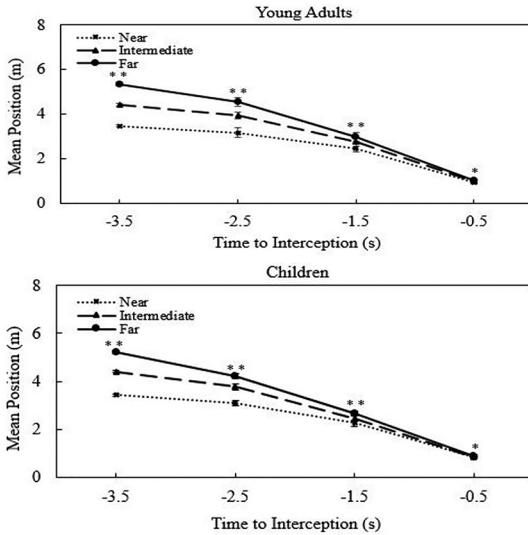 Young Adults
8
Near
Intermediate
6
Far
**
**
4
**
2
*
0
Mean Position (m)
-3.5 -2.5 -1.5 -0.5
Time to Interception (s)
Children
8
Near
Intermediate
6
Far
**
**
4
**
2
*
0
Mean Position (m)
-3.5 -2.5 -1.5 -0.5
Time to Interception (s)